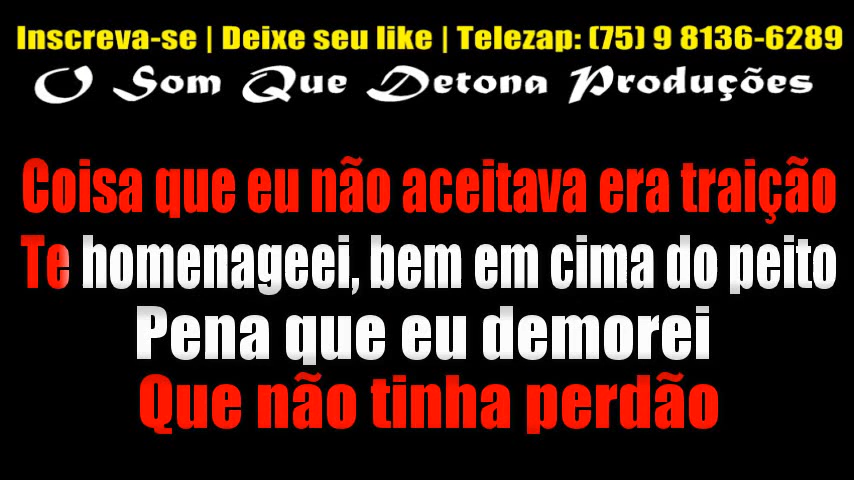 Inscreva-se | Deixe seu like | Telezap: (75) 9 8136-6289
O Som Que Detona Produções
Coisa que eu não aceitava era traição
Te homenageei, bem em cima do peito
Pena que eu demorei
Que não tinha perdão